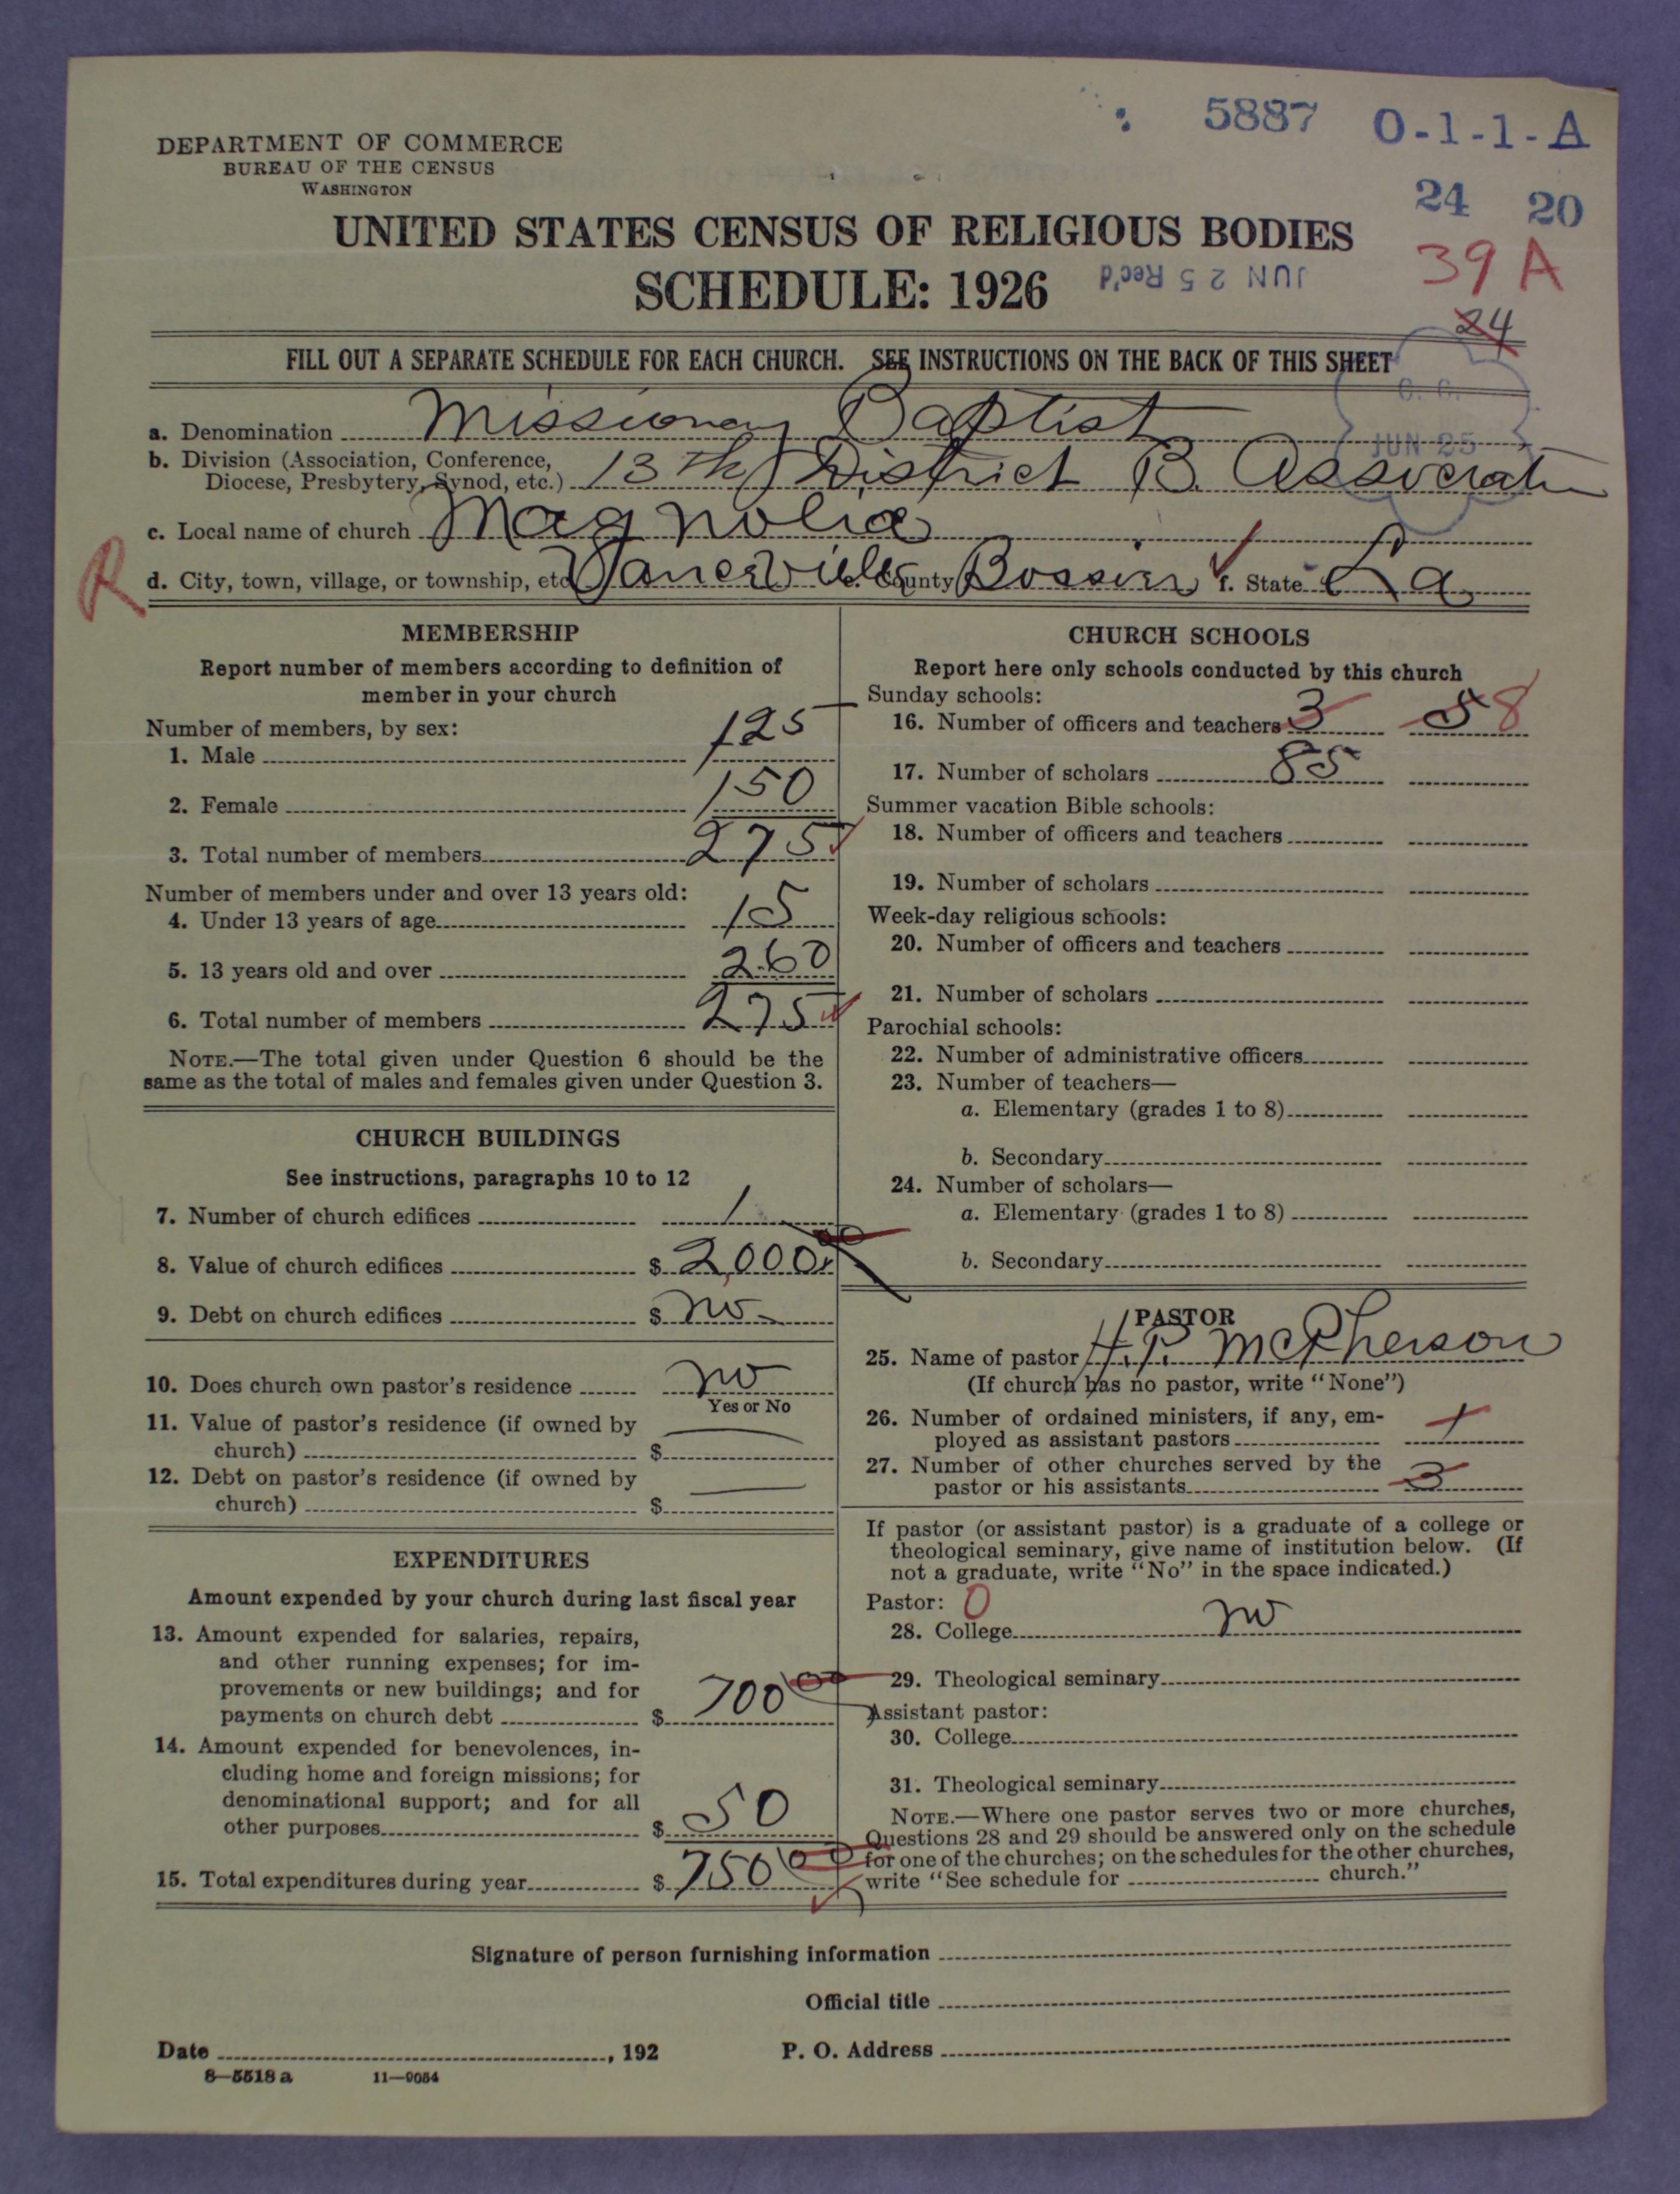 5887 O-1-1-A
DEPARTMENT OF COMMERCE
BUREAU OF THE CENSUS
WASHINGTON
24 20
UNITED STATES CENSUS OF RELIGIOUS BODIES
39 A
SCHEDULE: 1926
JUN 25 Rec'd
24
FILL OUT A SEPARATE SCHEDULE FOR EACH CHURCH. SEE INSTRUCTIONS ON THE BACK OF THIS SHEET
C. O.
JUN 25
a. Denomination Missionary Baptist
b. Division (Association, Conference,
Diocese, Presbytery, Synod, etc.) 13th District B. Association
c. Local name of church Magnolia
R
d. City, town, village, or township, etc. Vanceville e. County Bossier f. State La
MEMBERSHIP
Report number of members according to definition of
member in your church
Number of members, by sex:
1. Male 125
2. Female 150
3. Total number of members 275
Number of members under and over 13 years old:
4. Under 13 years of age 15
5. 13 years old and over 260
6. Total number of members 275
NOTE.—The total given under Question 6 should be the
same as the total of males and females given under Question 3.
CHURCH BUILDINGS
See instructions, paragraphs 10 to 12
7. Number of church edifices 1
8. Value of church edifices $ 2,000 00
9. Debt on church edifices $ no
10. Does church own pastor's residence no
Yes or No
11. Value of pastor's residence (if owned by
church) $
12. Debt on pastor's residence (if owned by
church) $
EXPENDITURES
Amount expended by your church during last fiscal year
13. Amount expended for salaries, repairs,
and other running expenses; for im-
provements or new buildings; and for
payments on church debt $ 700 00
14. Amount expended for benevolences, in-
cluding home and foreign missions; for
denominational support; and for all
other purposes $ 50
15. Total expenditures during year $ 750 00
CHURCH SCHOOLS
Report here only schools conducted by this church
Sunday schools:
16. Number of officers and teachers 3 5 8
17. Number of scholars 85
Summer vacation Bible schools:
18. Number of officers and teachers
19. Number of scholars
Week-day religious schools:
20. Number of officers and teachers
21. Number of scholars
Parochial schools:
22. Number of administrative officers
23. Number of teachers—
a. Elementary (grades 1 to 8)
b. Secondary
24. Number of scholars—
a. Elementary (grades 1 to 8)
b. Secondary
PASTOR
25. Name of pastor H. P. McPherson
(If church has no pastor, write "None")
26. Number of ordained ministers, if any, em-
ployed as assistant pastors 1
27. Number of other churches served by the
pastor or his assistants 3
If pastor (or assistant pastor) is a graduate of a college or
theological seminary, give name of institution below. (If
not a graduate, write "No" in the space indicated.)
Pastor: 0
28. College no
29. Theological seminary
Assistant pastor:
30. College
31. Theological seminary
NOTE.—Where one pastor serves two or more churches,
Questions 28 and 29 should be answered only on the schedule
for one of the churches; on the schedules for the other churches,
write "See schedule for church."
Signature of person furnishing information
Official title
Date , 192 P. O. Address
8—5518 a 11—9054